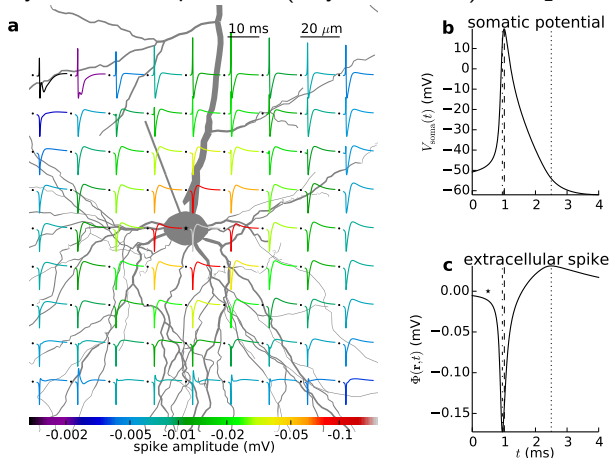 a
10 ms
20 μm
-0.002
-0.005
-0.01
-0.02
-0.05
-0.1
spike amplitude (mV)
b
somatic potential
10
0
−10
−20
−30
−40
−50
−60
V_soma(t) (mV)
0
1
2
3
4
c
extracellular spike
0.00
−0.05
−0.10
−0.15
Φ(r,t) (mV)
0
1
2
3
4
t (ms)